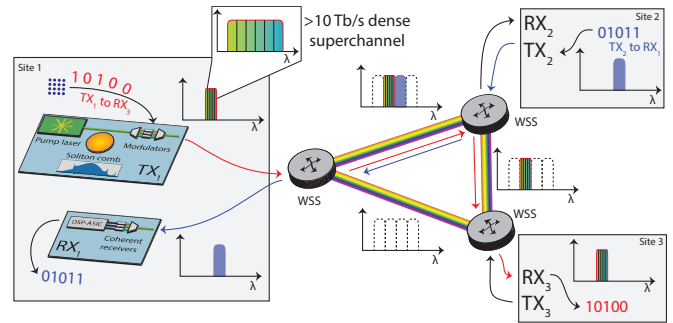 Site 1
10100
TX1 to RX3
λ
Pump laser
Modulators
Soliton comb
TX1
DSP-ASIC
RX1
Coherent
receivers
01011
λ
>10 Tb/s dense
superchannel
λ
λ
WSS
WSS
WSS
λ
λ
Site 2
RX2
TX2
01011
TX2 to RX1
λ
Site 3
RX3
TX3
λ
10100